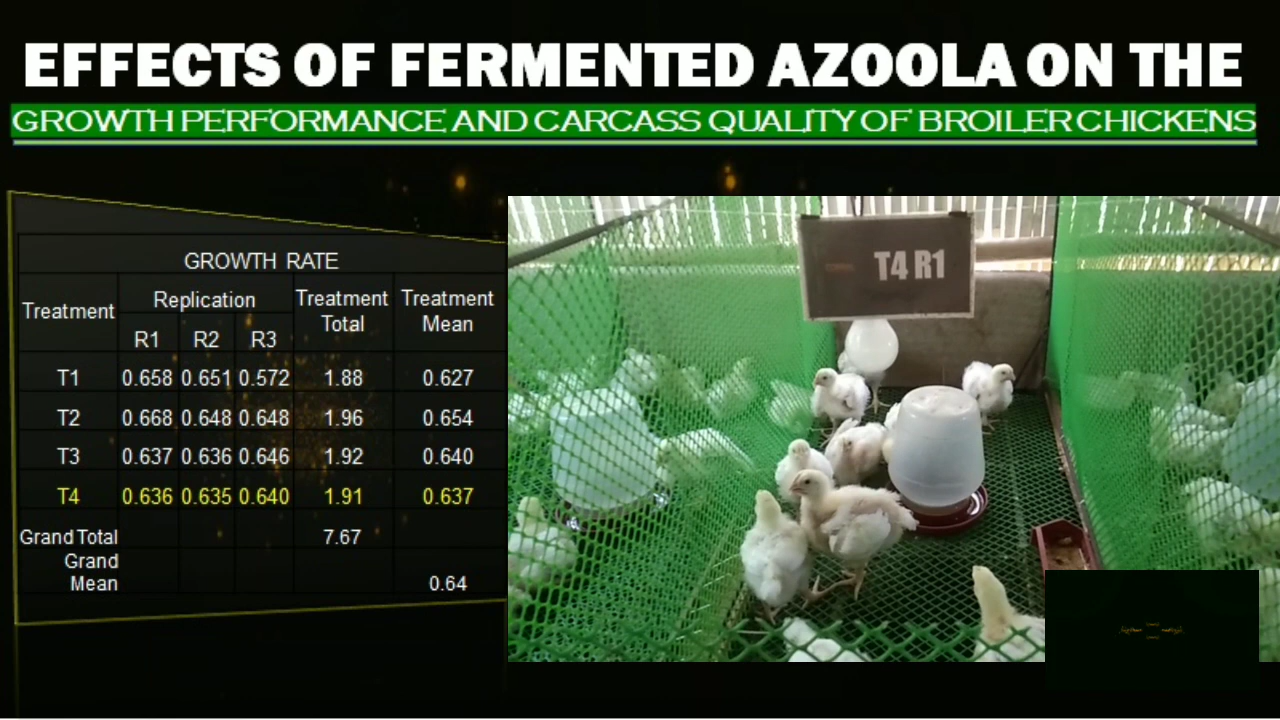 EFFECTS OF FERMENTED AZOOLA ON THE
GROWTH PERFORMANCE AND CARCASS QUALITY OF BROILER CHICKENS
GROWTH RATE
Treatment Replication Treatment Total Treatment Mean
R1 R2 R3
T1 0.658 0.651 0.572 1.88 0.627
T2 0.668 0.648 0.648 1.96 0.654
T3 0.637 0.636 0.646 1.92 0.640
T4 0.636 0.635 0.640 1.91 0.637
Grand Total 7.67
Grand Mean 0.64
T4 R1